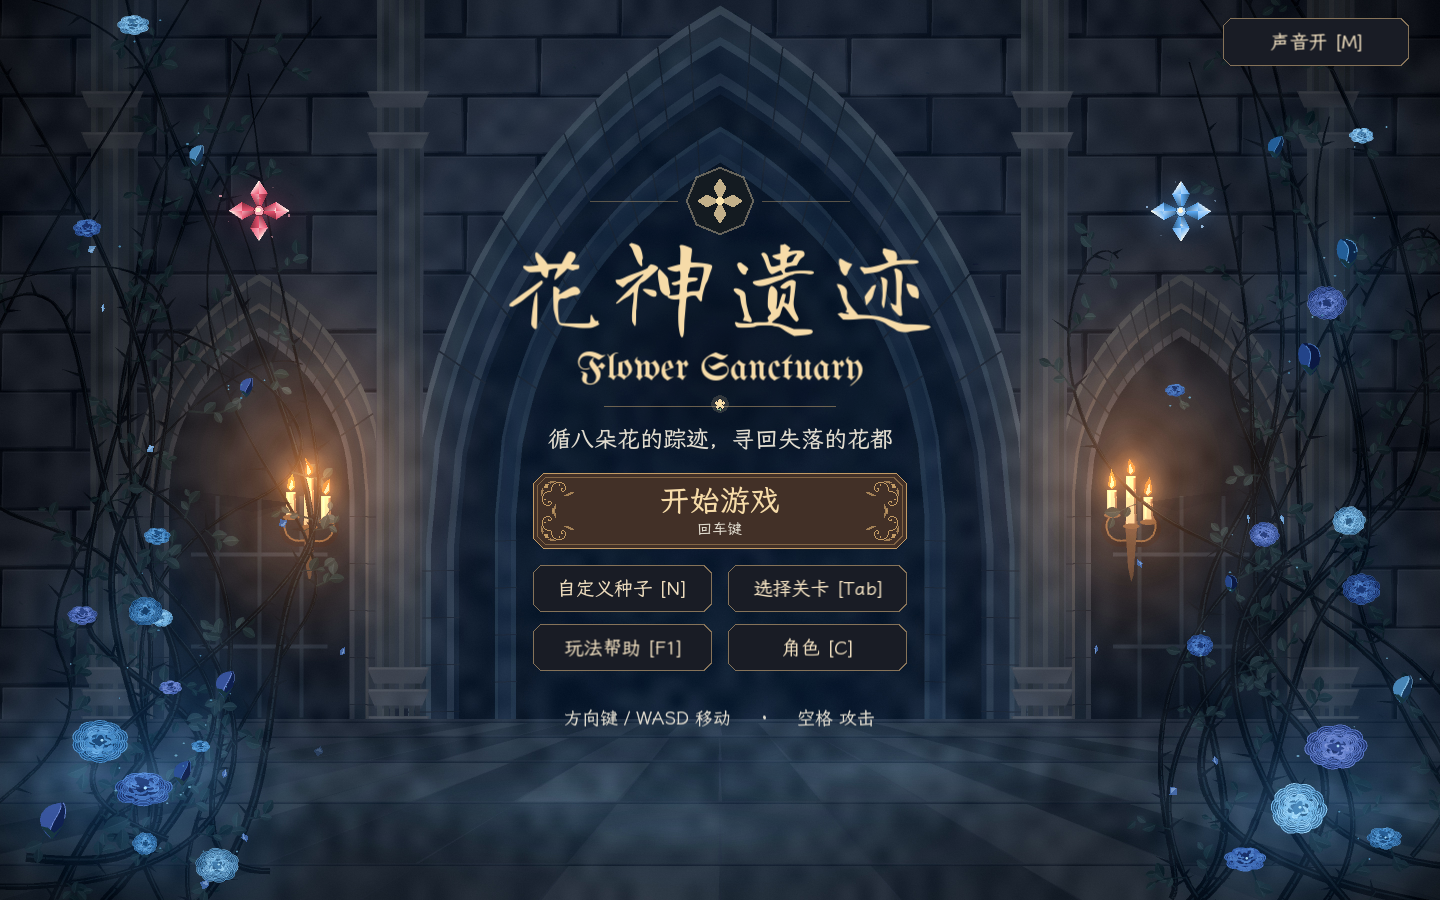 声音开 [M]
花神遗迹
Flower Sanctuary
循八朵花的踪迹，寻回失落的花都
开始游戏
回车键
自定义种子 [N]
选择关卡 [Tab]
玩法帮助 [F1]
角色 [C]
方向键 / WASD 移动 • 空格 攻击